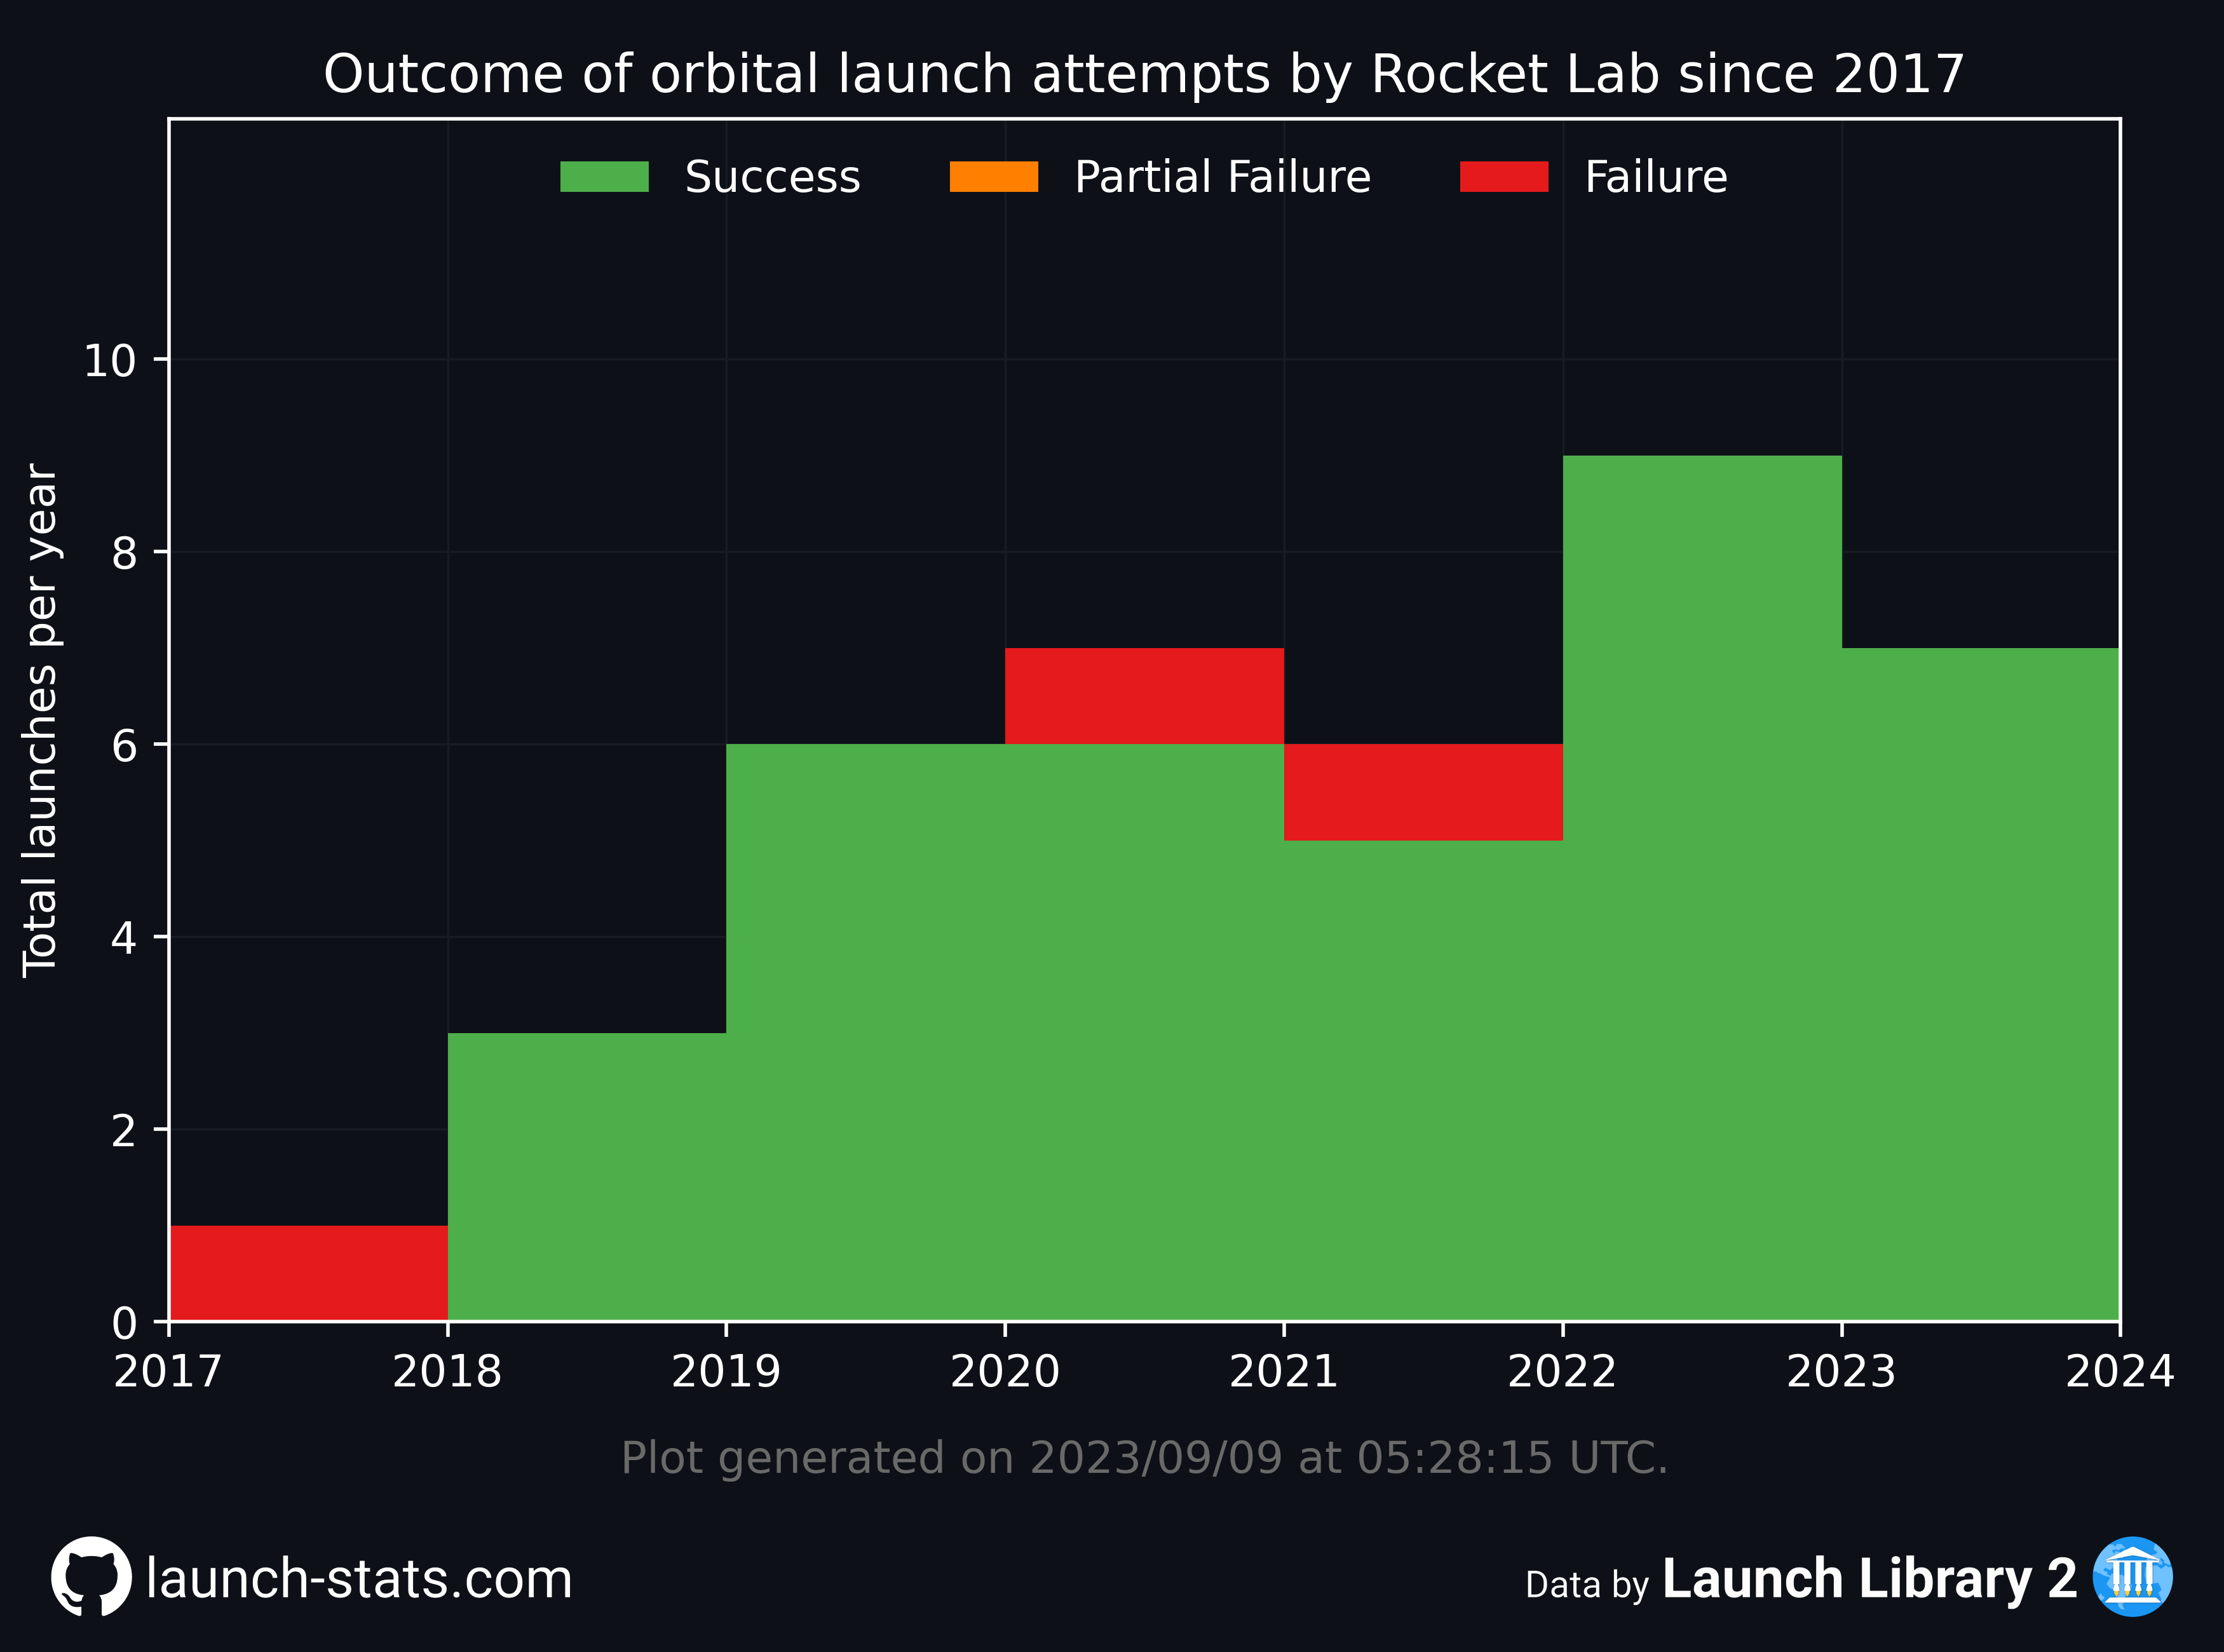 Outcome of orbital launch attempts by Rocket Lab since 2017
Success Partial Failure Failure
Total launches per year
10
8
6
4
2
0
2017 2018 2019 2020 2021 2022 2023 2024
Plot generated on 2023/09/09 at 05:28:15 UTC.
launch-stats.com
Data by Launch Library 2